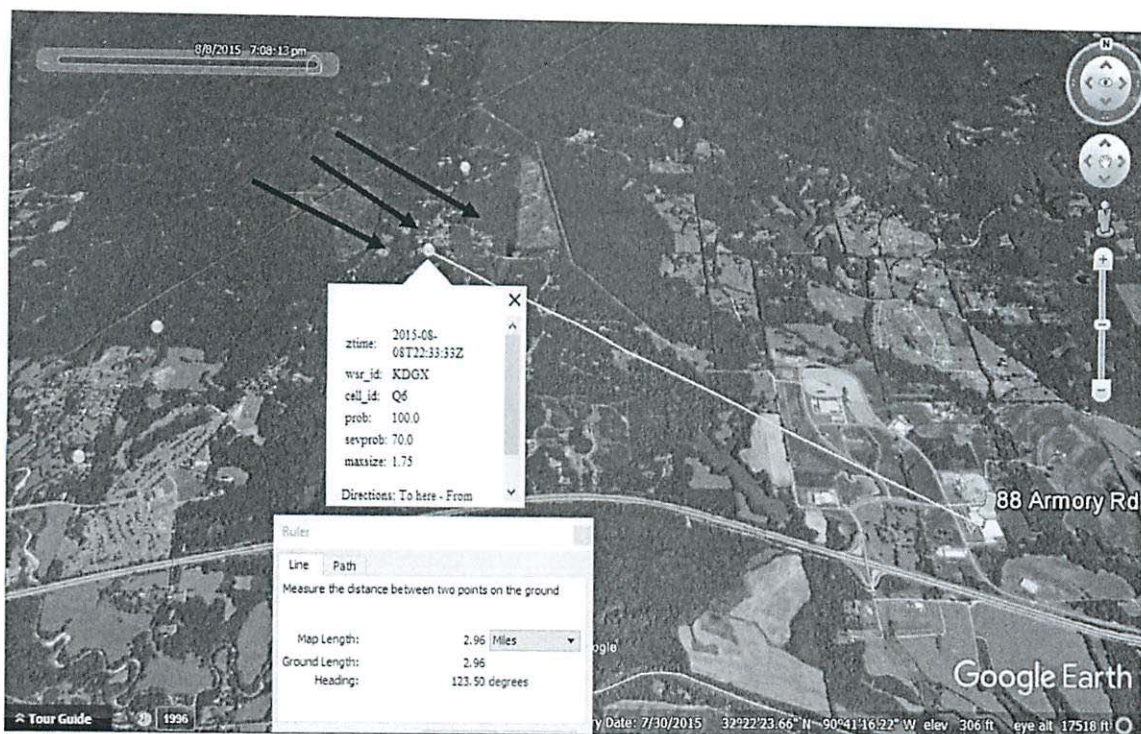 8/8/2015 7:08:13 pm
N
ztime: 2015-08-
08T22:33:33Z
wsr_id: KDGX
cell_id: Q6
prob: 100.0
sevprob: 70.0
maxsize: 1.75
Directions: To here - From
88 Armory Rd
Ruler
Line Path
Measure the distance between two points on the ground
Map Length: 2.96 Miles
Ground Length: 2.96
Heading: 123.50 degrees
ogle
Google Earth
Tour Guide 1996
ry Date: 7/30/2015 32°22'23.66" N 90°41'16.22" W elev 306 ft eye alt 17518 ft